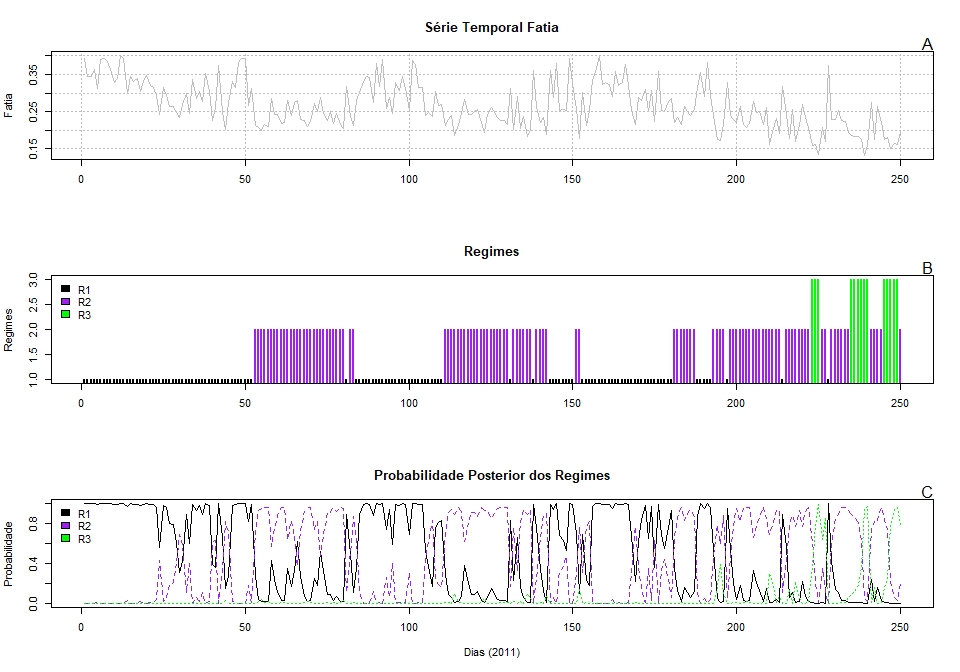 Série Temporal Fatia
A
Fatia
0.15 0.25 0.35
0 50 100 150 200 250
Regimes
B
Regimes
1.0 1.5 2.0 2.5 3.0
R1
R2
R3
0 50 100 150 200 250
Probabilidade Posterior dos Regimes
C
Probabilidade
0.0 0.4 0.8
R1
R2
R3
0 50 100 150 200 250
Dias (2011)